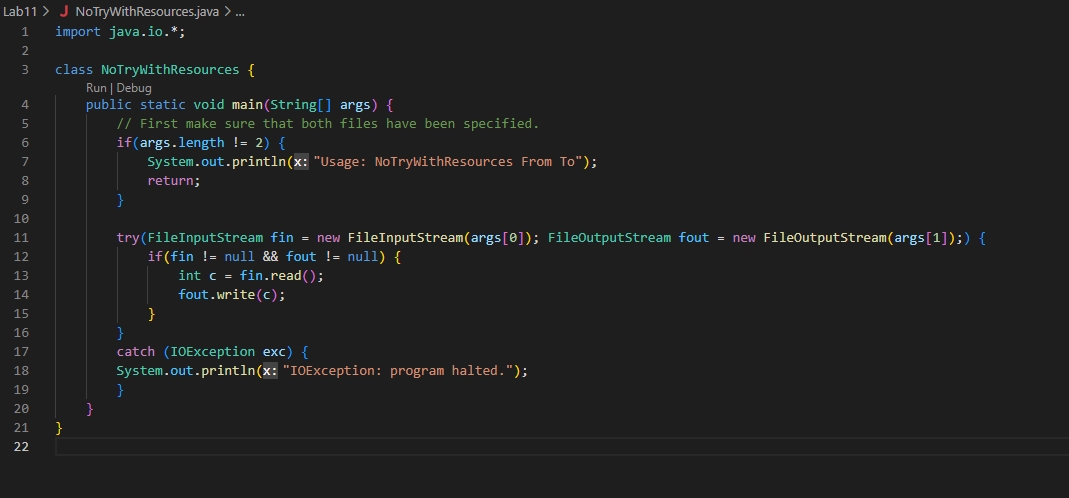 Lab11 > J NoTryWithResources.java > ...
1 import java.io.*;
2
3 class NoTryWithResources {
Run | Debug
4 public static void main(String[] args) {
5 // First make sure that both files have been specified.
6 if(args.length != 2) {
7 System.out.println(x: "Usage: NoTryWithResources From To");
8 return;
9 }
10
11 try(FileInputStream fin = new FileInputStream(args[0]); FileOutputStream fout = new FileOutputStream(args[1]);) {
12 if(fin != null && fout != null) {
13 int c = fin.read();
14 fout.write(c);
15 }
16 }
17 catch (IOException exc) {
18 System.out.println(x: "IOException: program halted.");
19 }
20 }
21 }
22